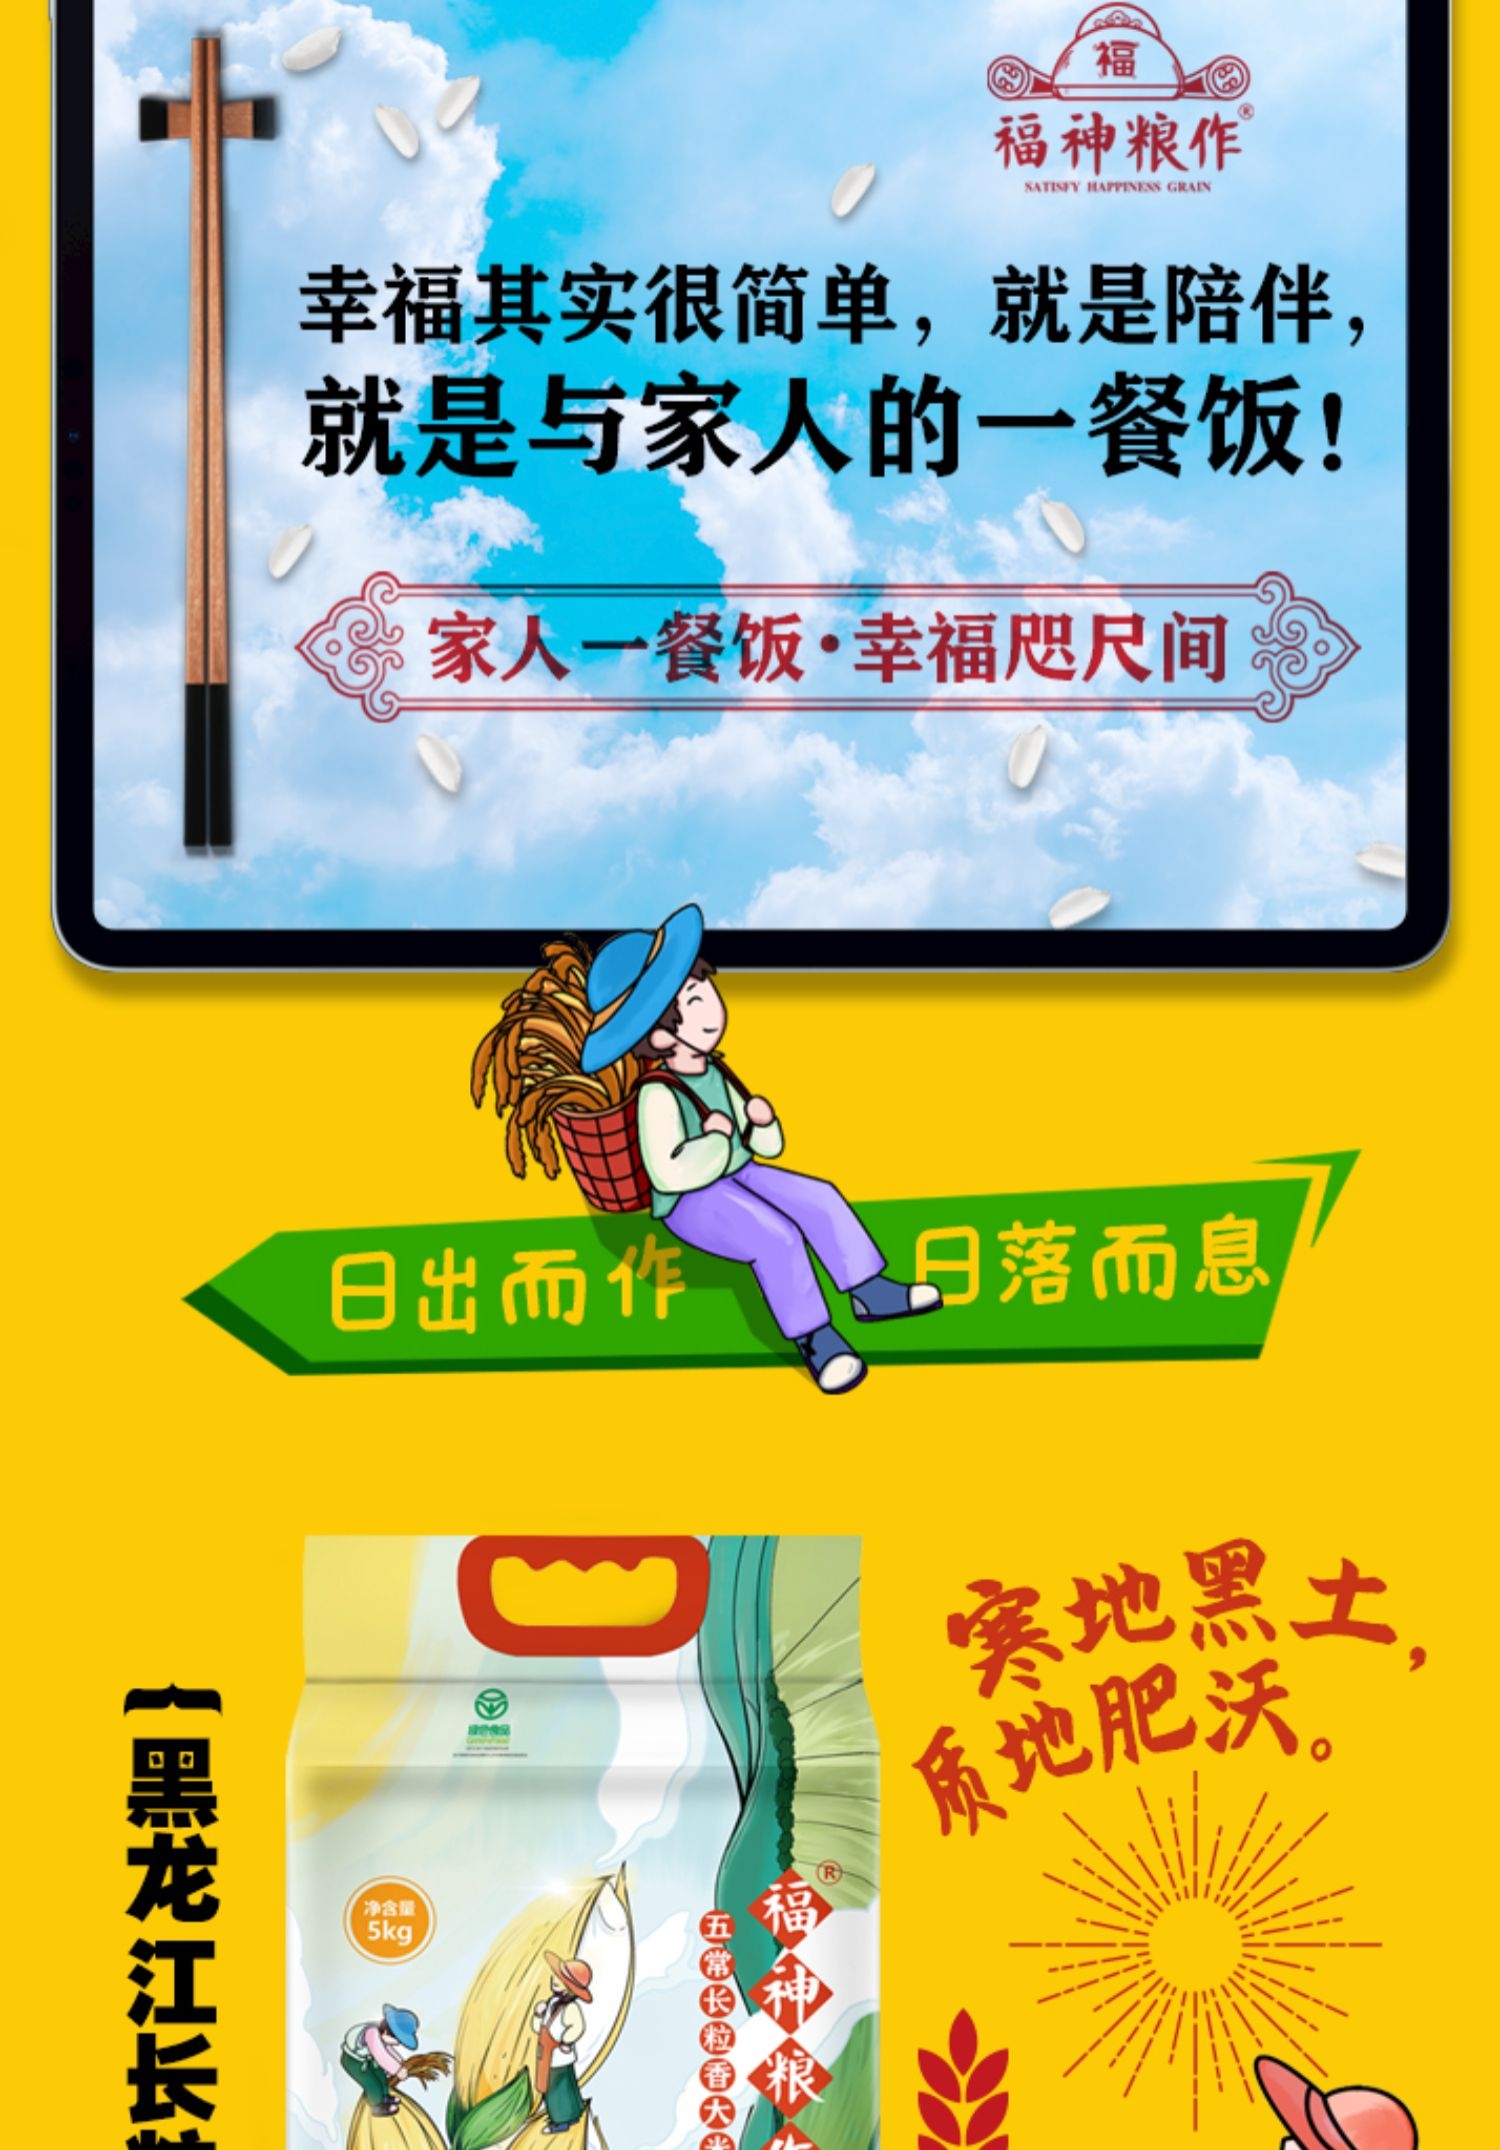 福
福神粮作®
SATISFY HAPPINESS GRAIN
幸福其实很简单，就是陪伴，
就是与家人的一餐饭！
家人一餐饭·幸福咫尺间
日出而作 日落而息
寒地黑土，
质地肥沃。
黑龙江长粒
绿色食品
净含量
5kg
福神粮作®
五常长粒香大米